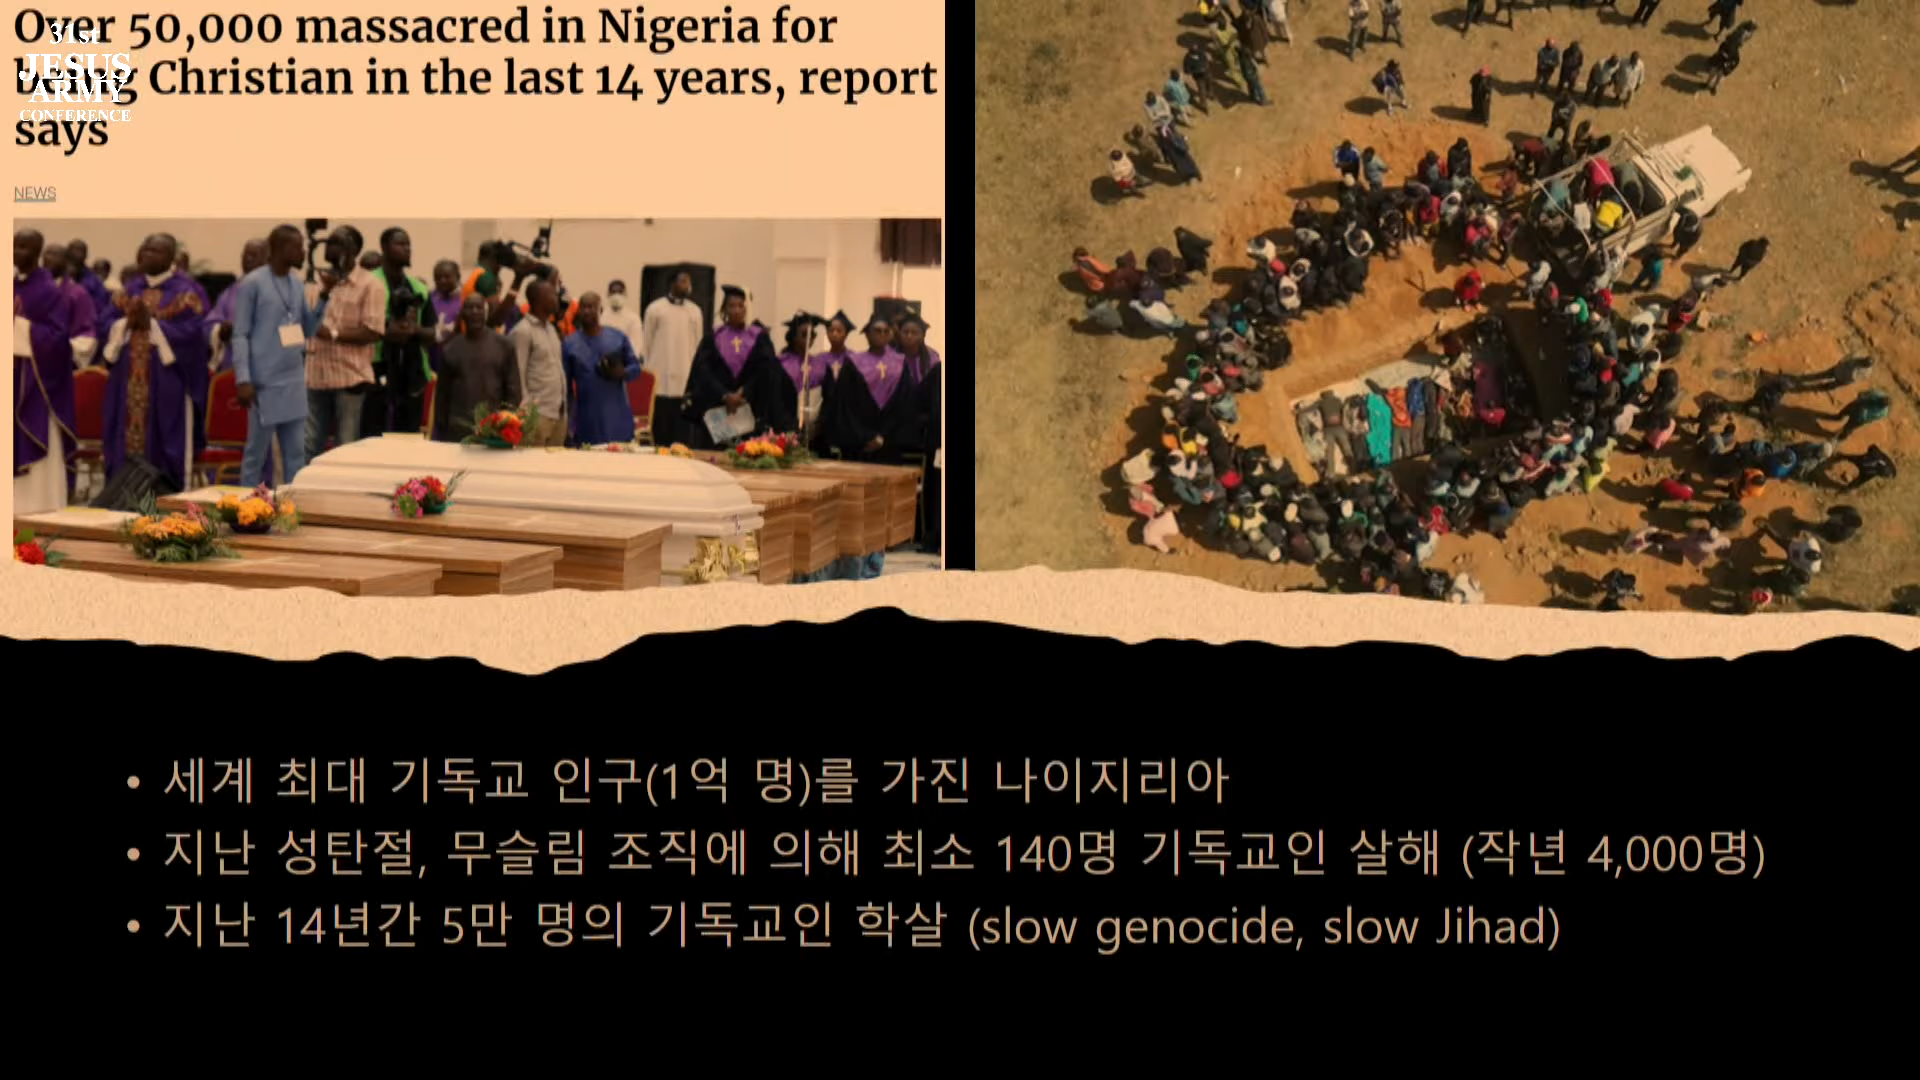 Over 50,000 massacred in Nigeria for
being Christian in the last 14 years, report
says
31st
JESUS
ARMY
CONFERENCE
NEWS
• 세계 최대 기독교 인구(1억 명)를 가진 나이지리아
• 지난 성탄절, 무슬림 조직에 의해 최소 140명 기독교인 살해 (작년 4,000명)
• 지난 14년간 5만 명의 기독교인 학살 (slow genocide, slow Jihad)